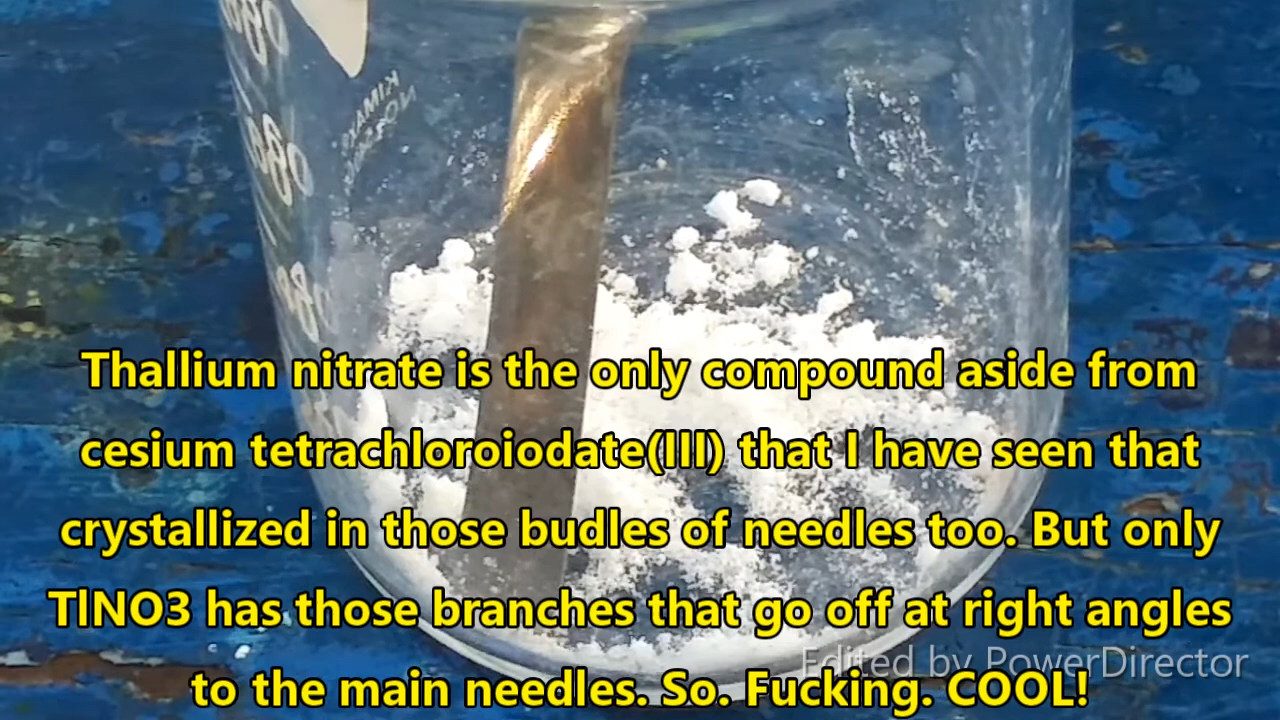 KIMAX
Thallium nitrate is the only compound aside from
cesium tetrachloroiodate(III) that I have seen that
crystallized in those budles of needles too. But only
TlNO3 has those branches that go off at right angles
to the main needles. So. Fucking. COOL!
Edited by PowerDirector